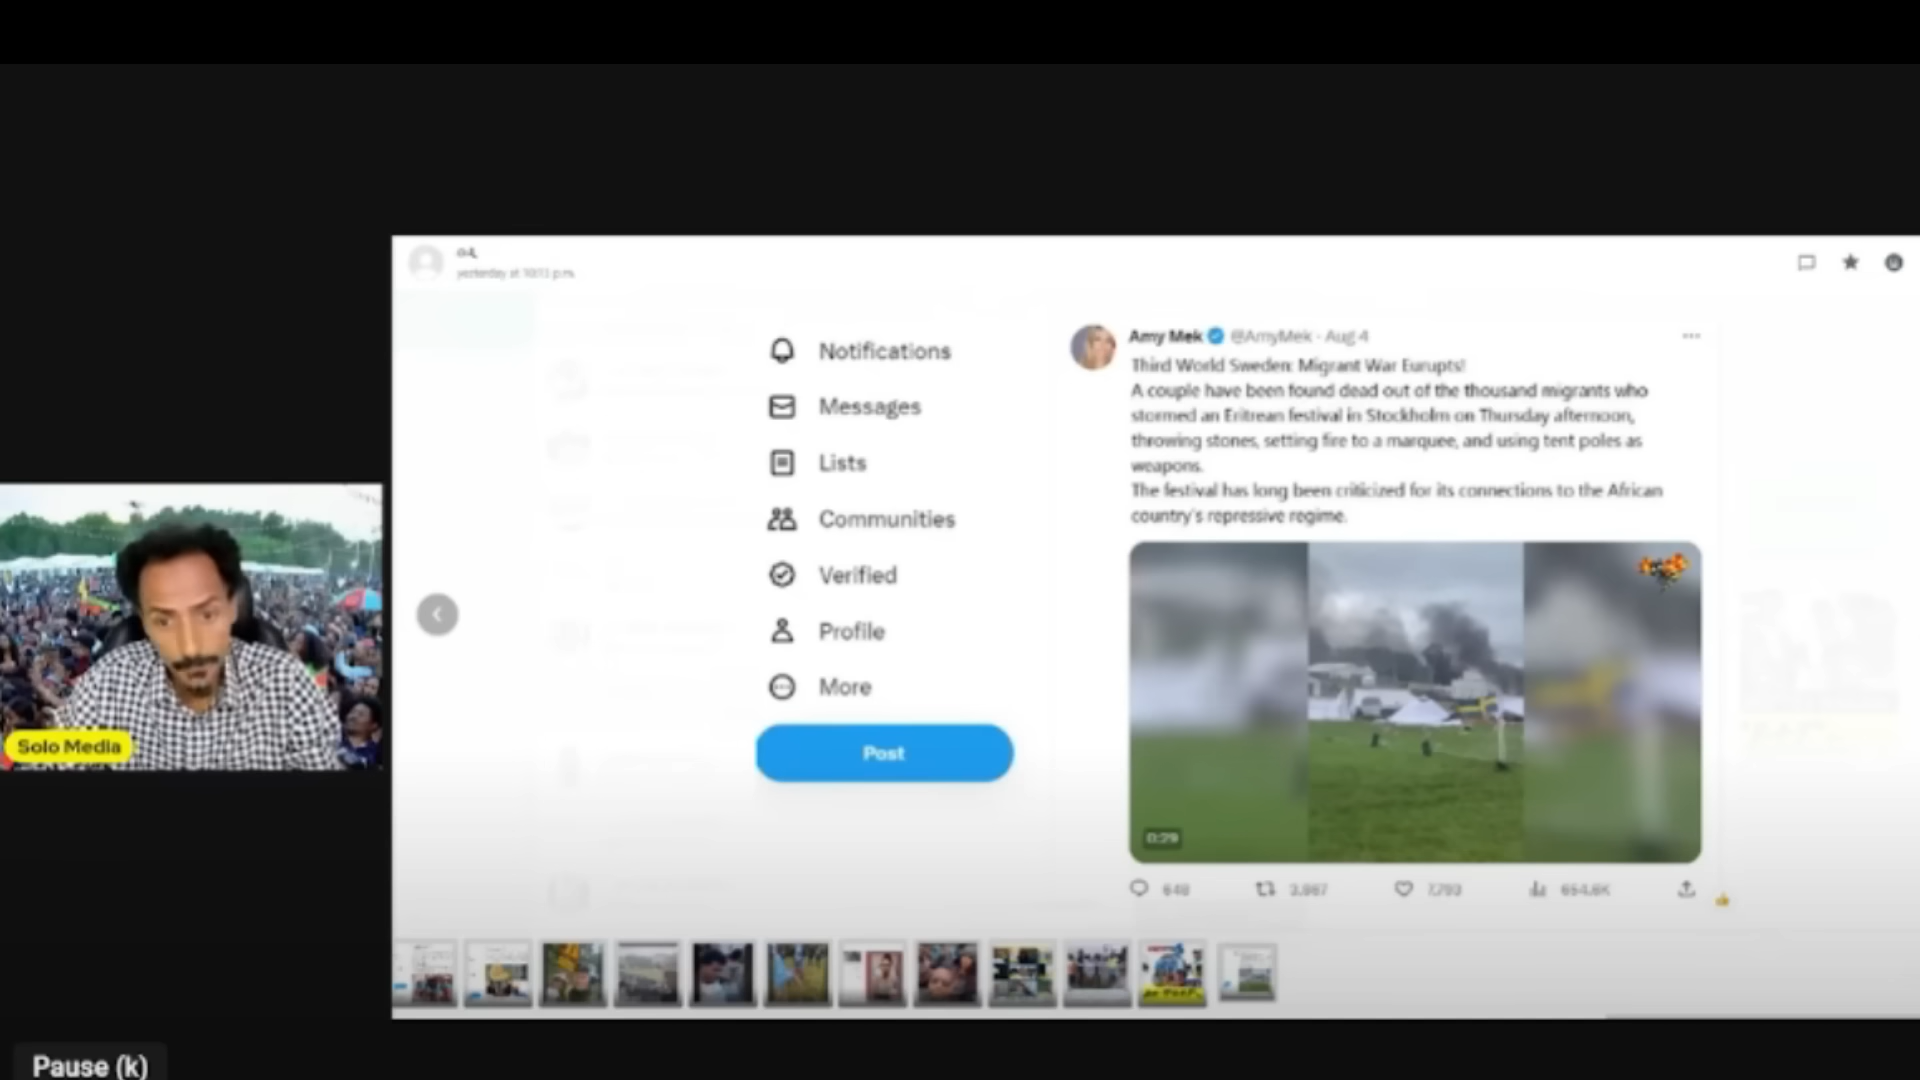 yesterday at 10:13 p.m.
Notifications
Messages
Lists
Communities
Verified
Profile
More
Post
Amy Mek @AmyMek · Aug 4
Third World Sweden: Migrant War Eurupts!
A couple have been found dead out of the thousand migrants who
stormed an Eritrean festival in Stockholm on Thursday afternoon,
throwing stones, setting fire to a marquee, and using tent poles as
weapons.
The festival has long been criticized for its connections to the African
country's repressive regime.
0:29
648
7,793
654.6K
Solo Media
Pause (k)